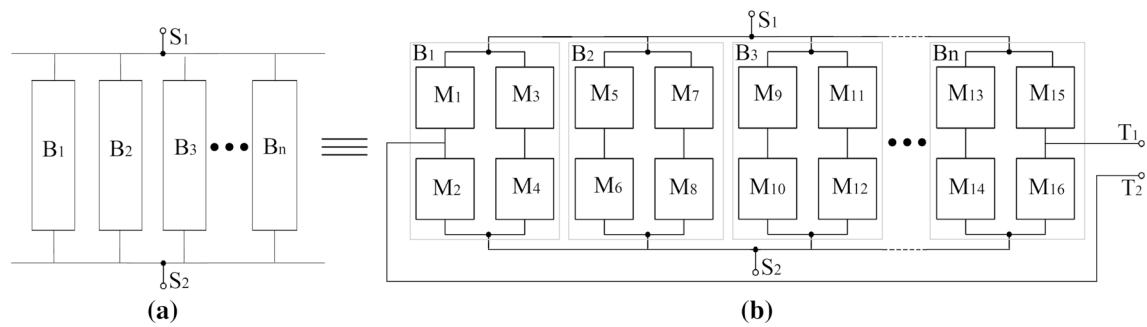 S1
B1 B2 B3 Bn
S2
(a)
S1
B1 B2 B3 Bn
M1 M3 M5 M7 M9 M11 M13 M15
T1
M2 M4 M6 M8 M10 M12 M14 M16
T2
S2
(b)